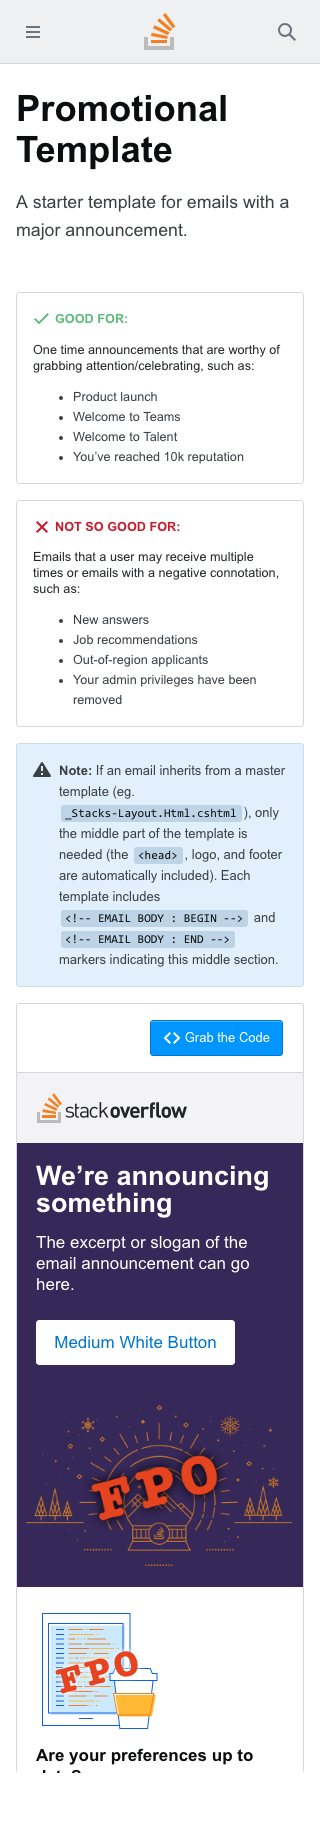 Promotional
Template
A starter template for emails with a
major announcement.
GOOD FOR:
One time announcements that are worthy of
grabbing attention/celebrating, such as:
• Product launch
• Welcome to Teams
• Welcome to Talent
• You’ve reached 10k reputation
NOT SO GOOD FOR:
Emails that a user may receive multiple
times or emails with a negative connotation,
such as:
• New answers
• Job recommendations
• Out-of-region applicants
• Your admin privileges have been
removed
Note: If an email inherits from a master
template (eg.
_Stacks-Layout.Html.cshtml ), only
the middle part of the template is
needed (the <head> , logo, and footer
are automatically included). Each
template includes
<!-- EMAIL BODY : BEGIN --> and
<!-- EMAIL BODY : END -->
markers indicating this middle section.
Grab the Code
stackoverflow
We’re announcing
something
The excerpt or slogan of the
email announcement can go
here.
Medium White Button
FPO
FPO
Are your preferences up to